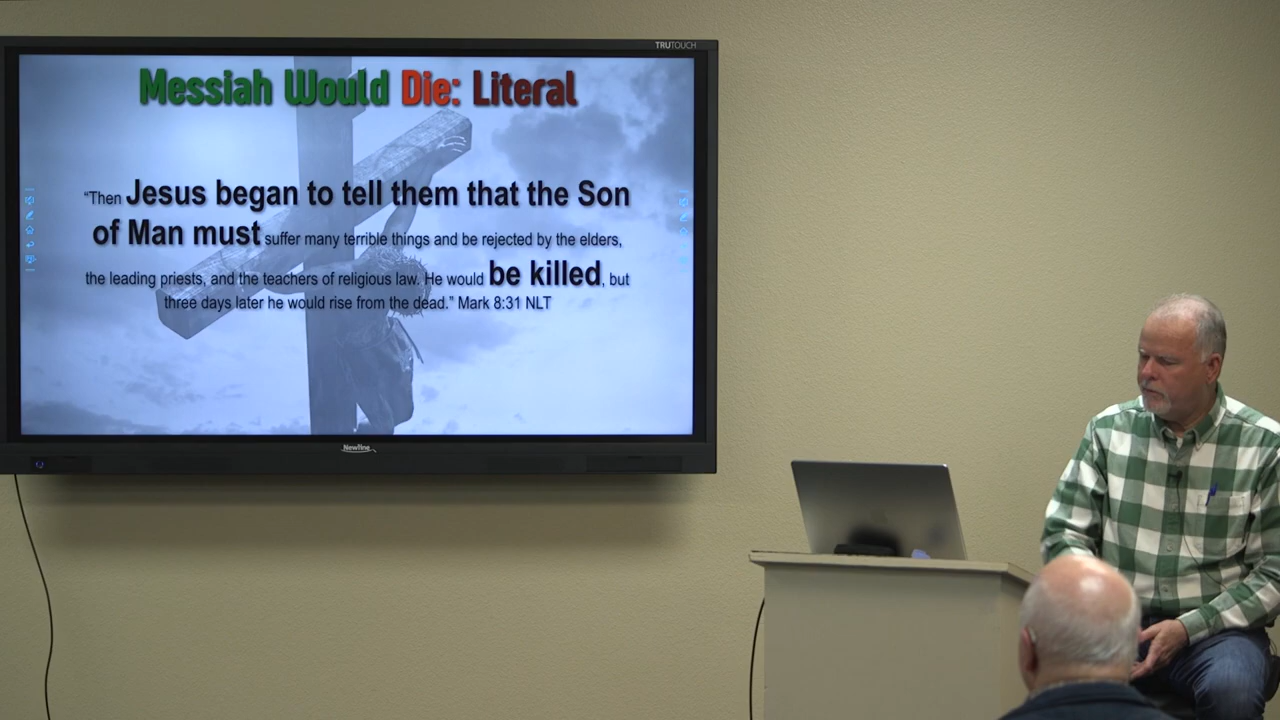 TRUTOUCH
Messiah Would Die: Literal
“Then Jesus began to tell them that the Son
of Man must suffer many terrible things and be rejected by the elders,
the leading priests, and the teachers of religious law. He would be killed, but
three days later he would rise from the dead.” Mark 8:31 NLT
Newline